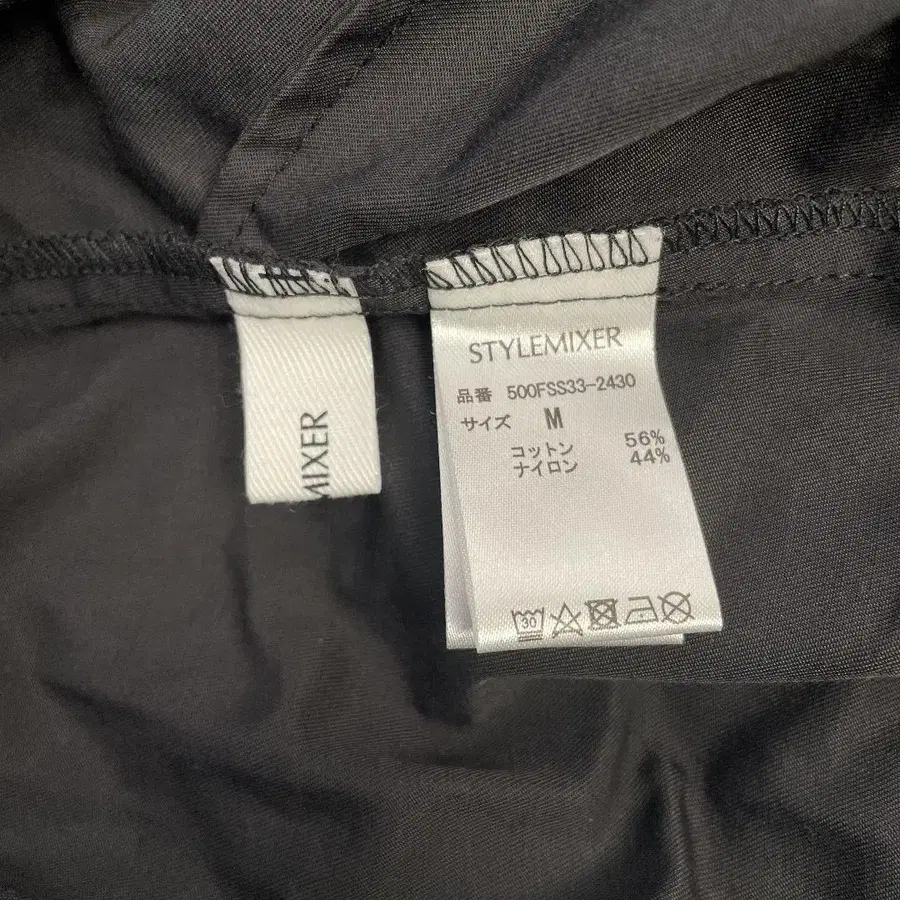 MIXER
STYLEMIXER
品番 500FSS33-2430
サイズ M
コットン 56%
ナイロン 44%
30